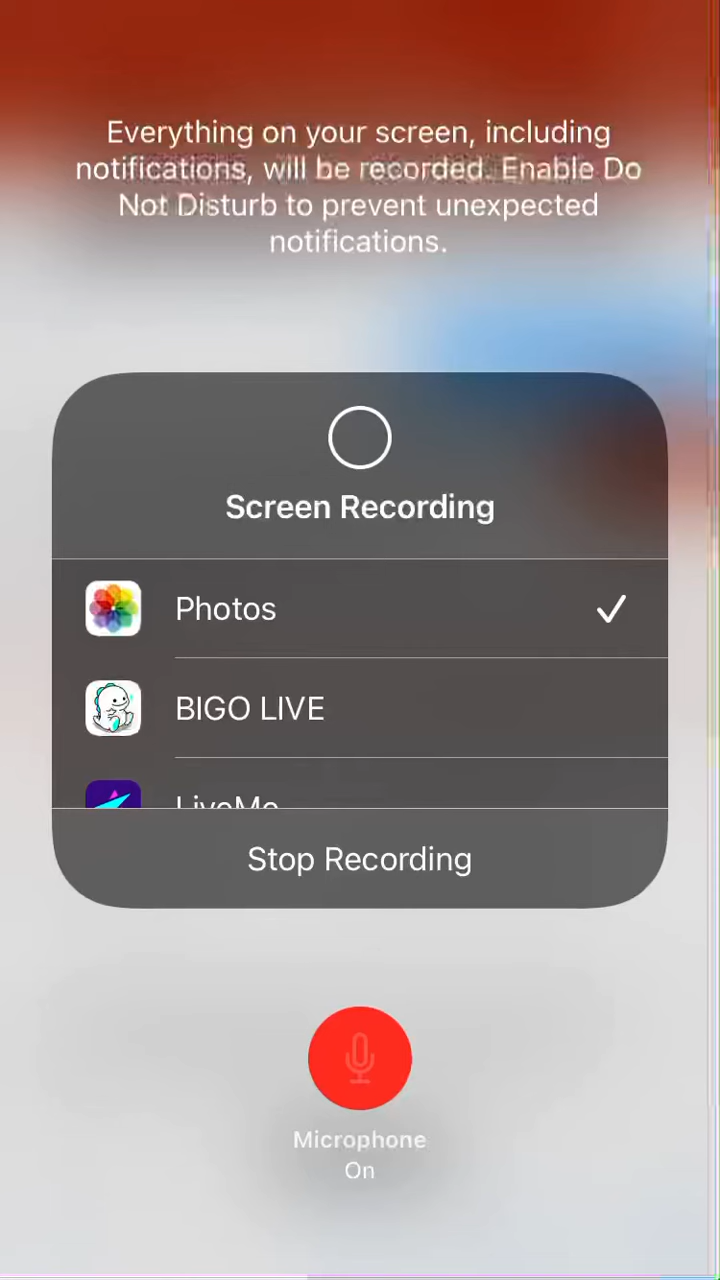 Everything on your screen, including
notifications, will be recorded. Enable Do
Not Disturb to prevent unexpected
notifications.
Screen Recording
Photos
BIGO LIVE
LiveMe
Stop Recording
Microphone
On